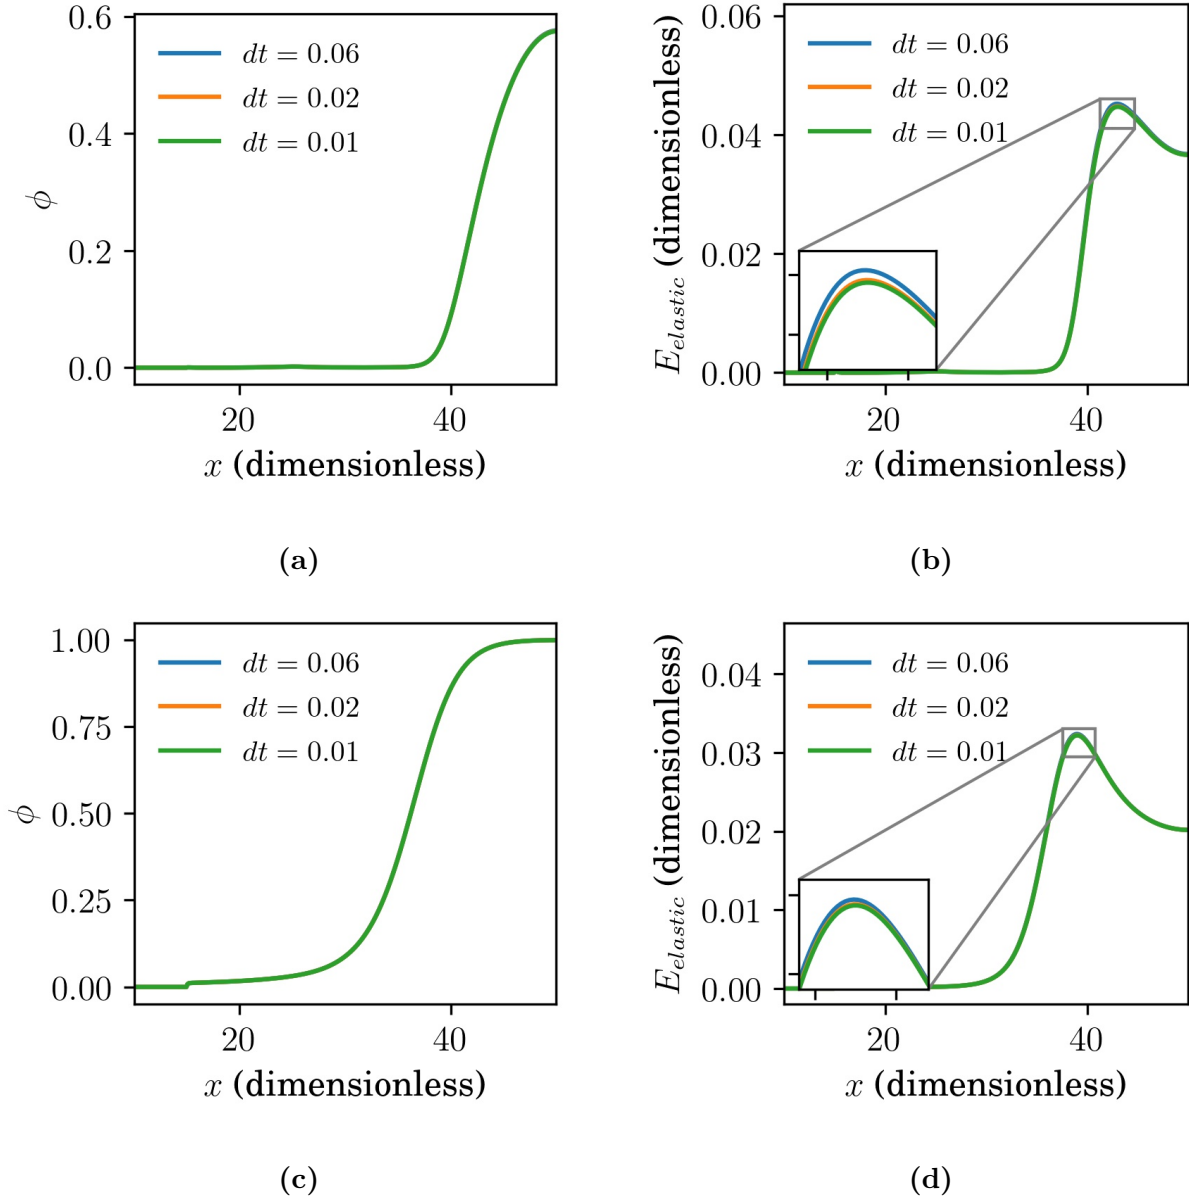 0.6
0.4
0.2
0.0
ϕ
dt = 0.06
dt = 0.02
dt = 0.01
20
40
x (dimensionless)
(a)
0.06
0.04
0.02
0.00
E_elastic (dimensionless)
dt = 0.06
dt = 0.02
dt = 0.01
20
40
x (dimensionless)
(b)
1.00
0.75
0.50
0.25
0.00
ϕ
dt = 0.06
dt = 0.02
dt = 0.01
20
40
x (dimensionless)
(c)
0.04
0.03
0.02
0.01
0.00
E_elastic (dimensionless)
dt = 0.06
dt = 0.02
dt = 0.01
20
40
x (dimensionless)
(d)